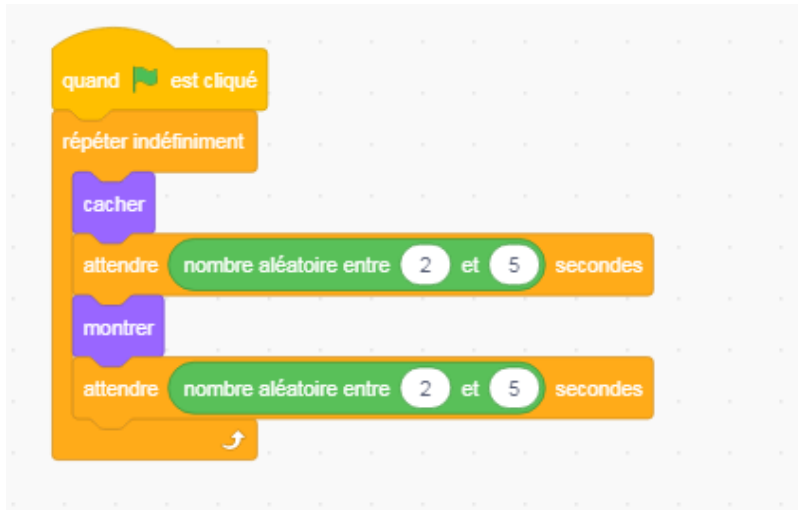 quand est cliqué
répéter indéfiniment
cacher
attendre nombre aléatoire entre 2 et 5 secondes
montrer
attendre nombre aléatoire entre 2 et 5 secondes